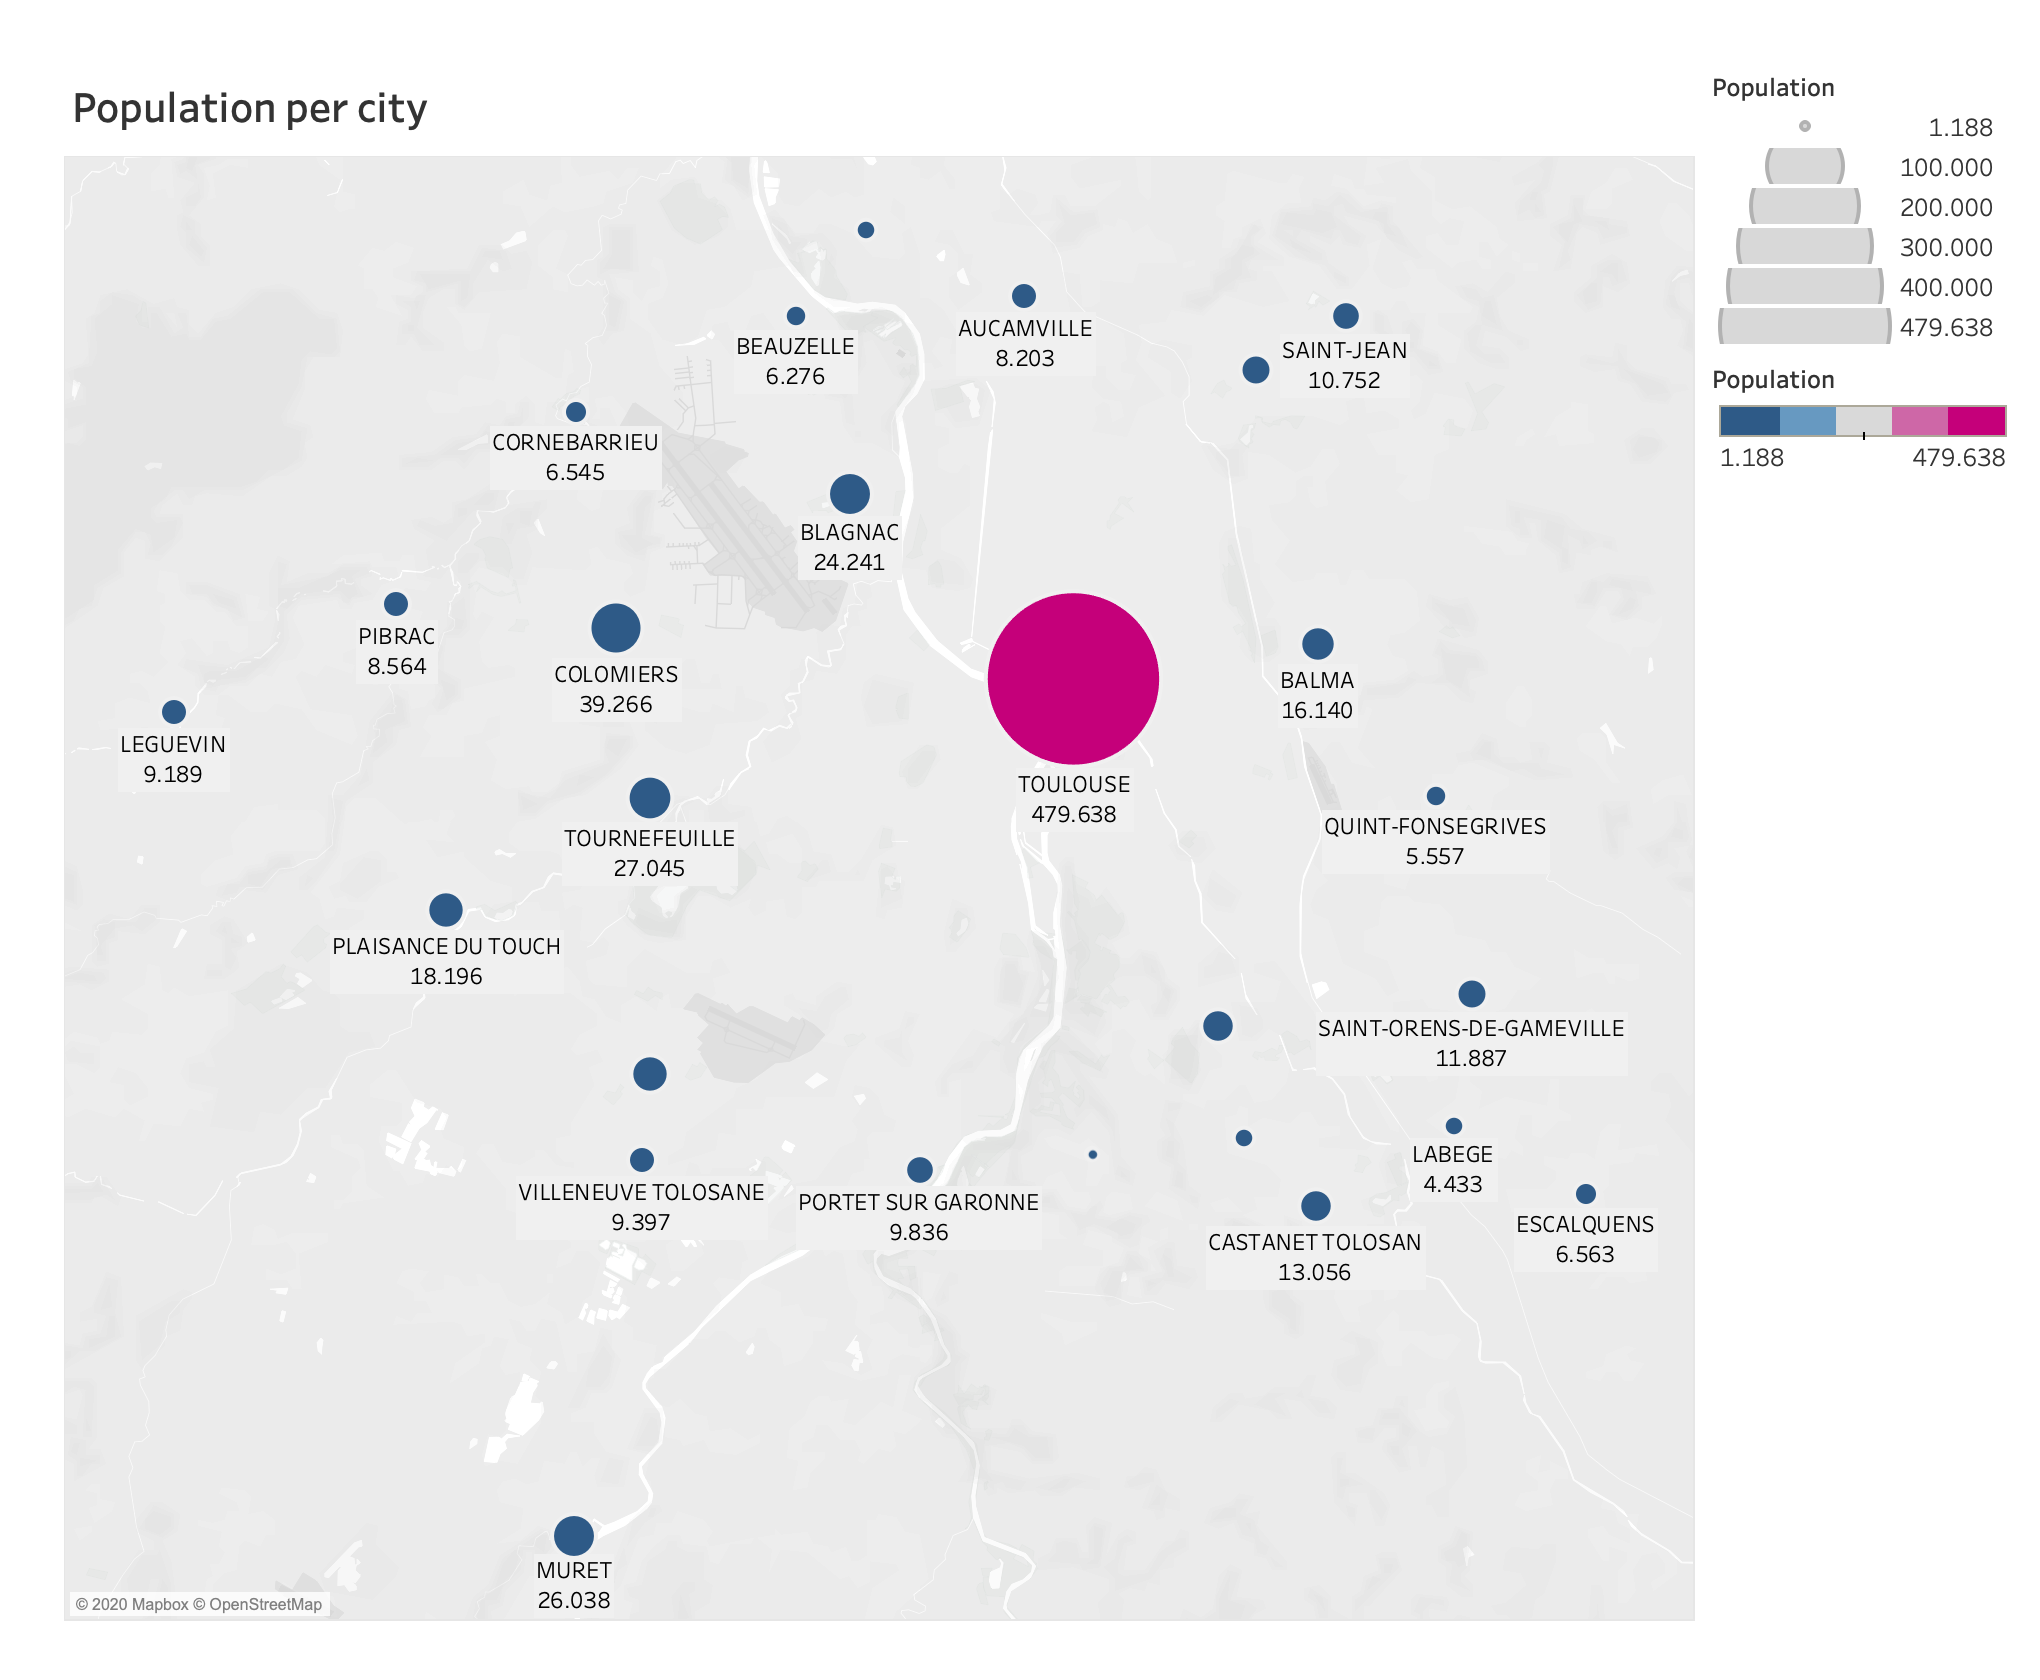 Population per city
BEAUZELLE
6.276
AUCAMVILLE
8.203
SAINT-JEAN
10.752
CORNEBARRIEU
6.545
BLAGNAC
24.241
PIBRAC
8.564
COLOMIERS
39.266
BALMA
16.140
LEGUEVIN
9.189
TOULOUSE
479.638
TOURNEFEUILLE
27.045
QUINT-FONSEGRIVES
5.557
PLAISANCE DU TOUCH
18.196
SAINT-ORENS-DE-GAMEVILLE
11.887
LABEGE
4.433
VILLENEUVE TOLOSANE
9.397
PORTET SUR GARONNE
9.836
ESCALQUENS
6.563
CASTANET TOLOSAN
13.056
MURET
26.038
© 2020 Mapbox © OpenStreetMap
Population
1.188
100.000
200.000
300.000
400.000
479.638
Population
1.188 479.638